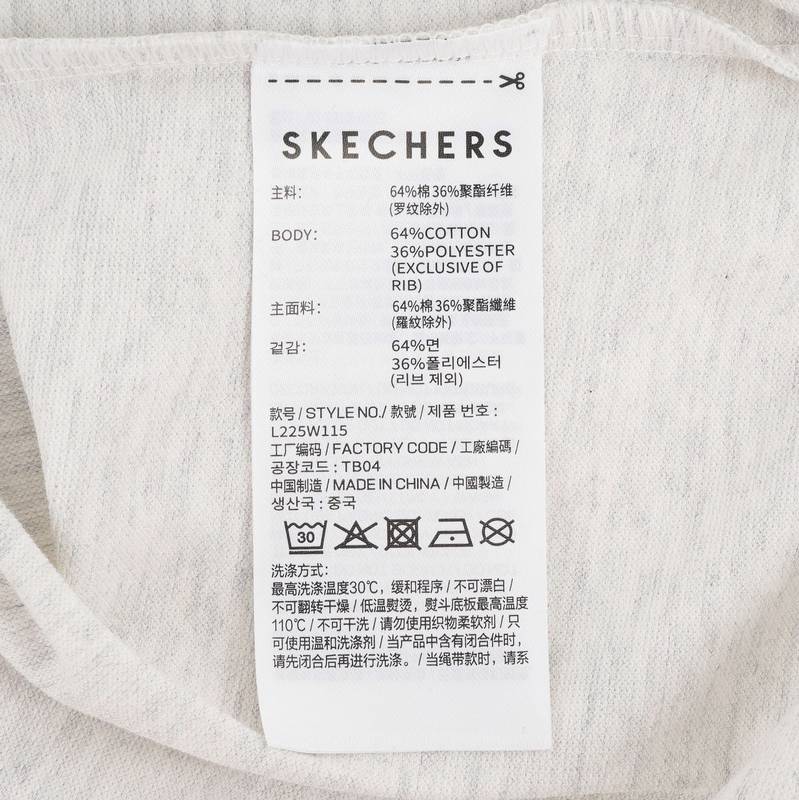 SKECHERS
主料： 64%棉 36%聚酯纤维
(罗纹除外)
BODY: 64%COTTON
36%POLYESTER
(EXCLUSIVE OF
RIB)
主面料： 64%棉 36%聚酯纖維
(羅紋除外)
겉감: 64%면
36%폴리에스터
(리브 제외)
款号 / STYLE NO./ 款號 / 제품 번호 :
L225W115
工厂编码 / FACTORY CODE / 工廠編碼 /
공장코드 : TB04
中国制造 / MADE IN CHINA / 中國製造 /
생산국 : 중국
30
洗涤方式：
最高洗涤温度30℃，缓和程序 / 不可漂白 /
不可翻转干燥 / 低温熨烫，熨斗底板最高温度
110℃ / 不可干洗 / 请勿使用织物柔软剂 / 只
可使用温和洗涤剂 / 当产品中含有闭合件时，
请先闭合后再进行洗涤。 / 当绳带款时，请系